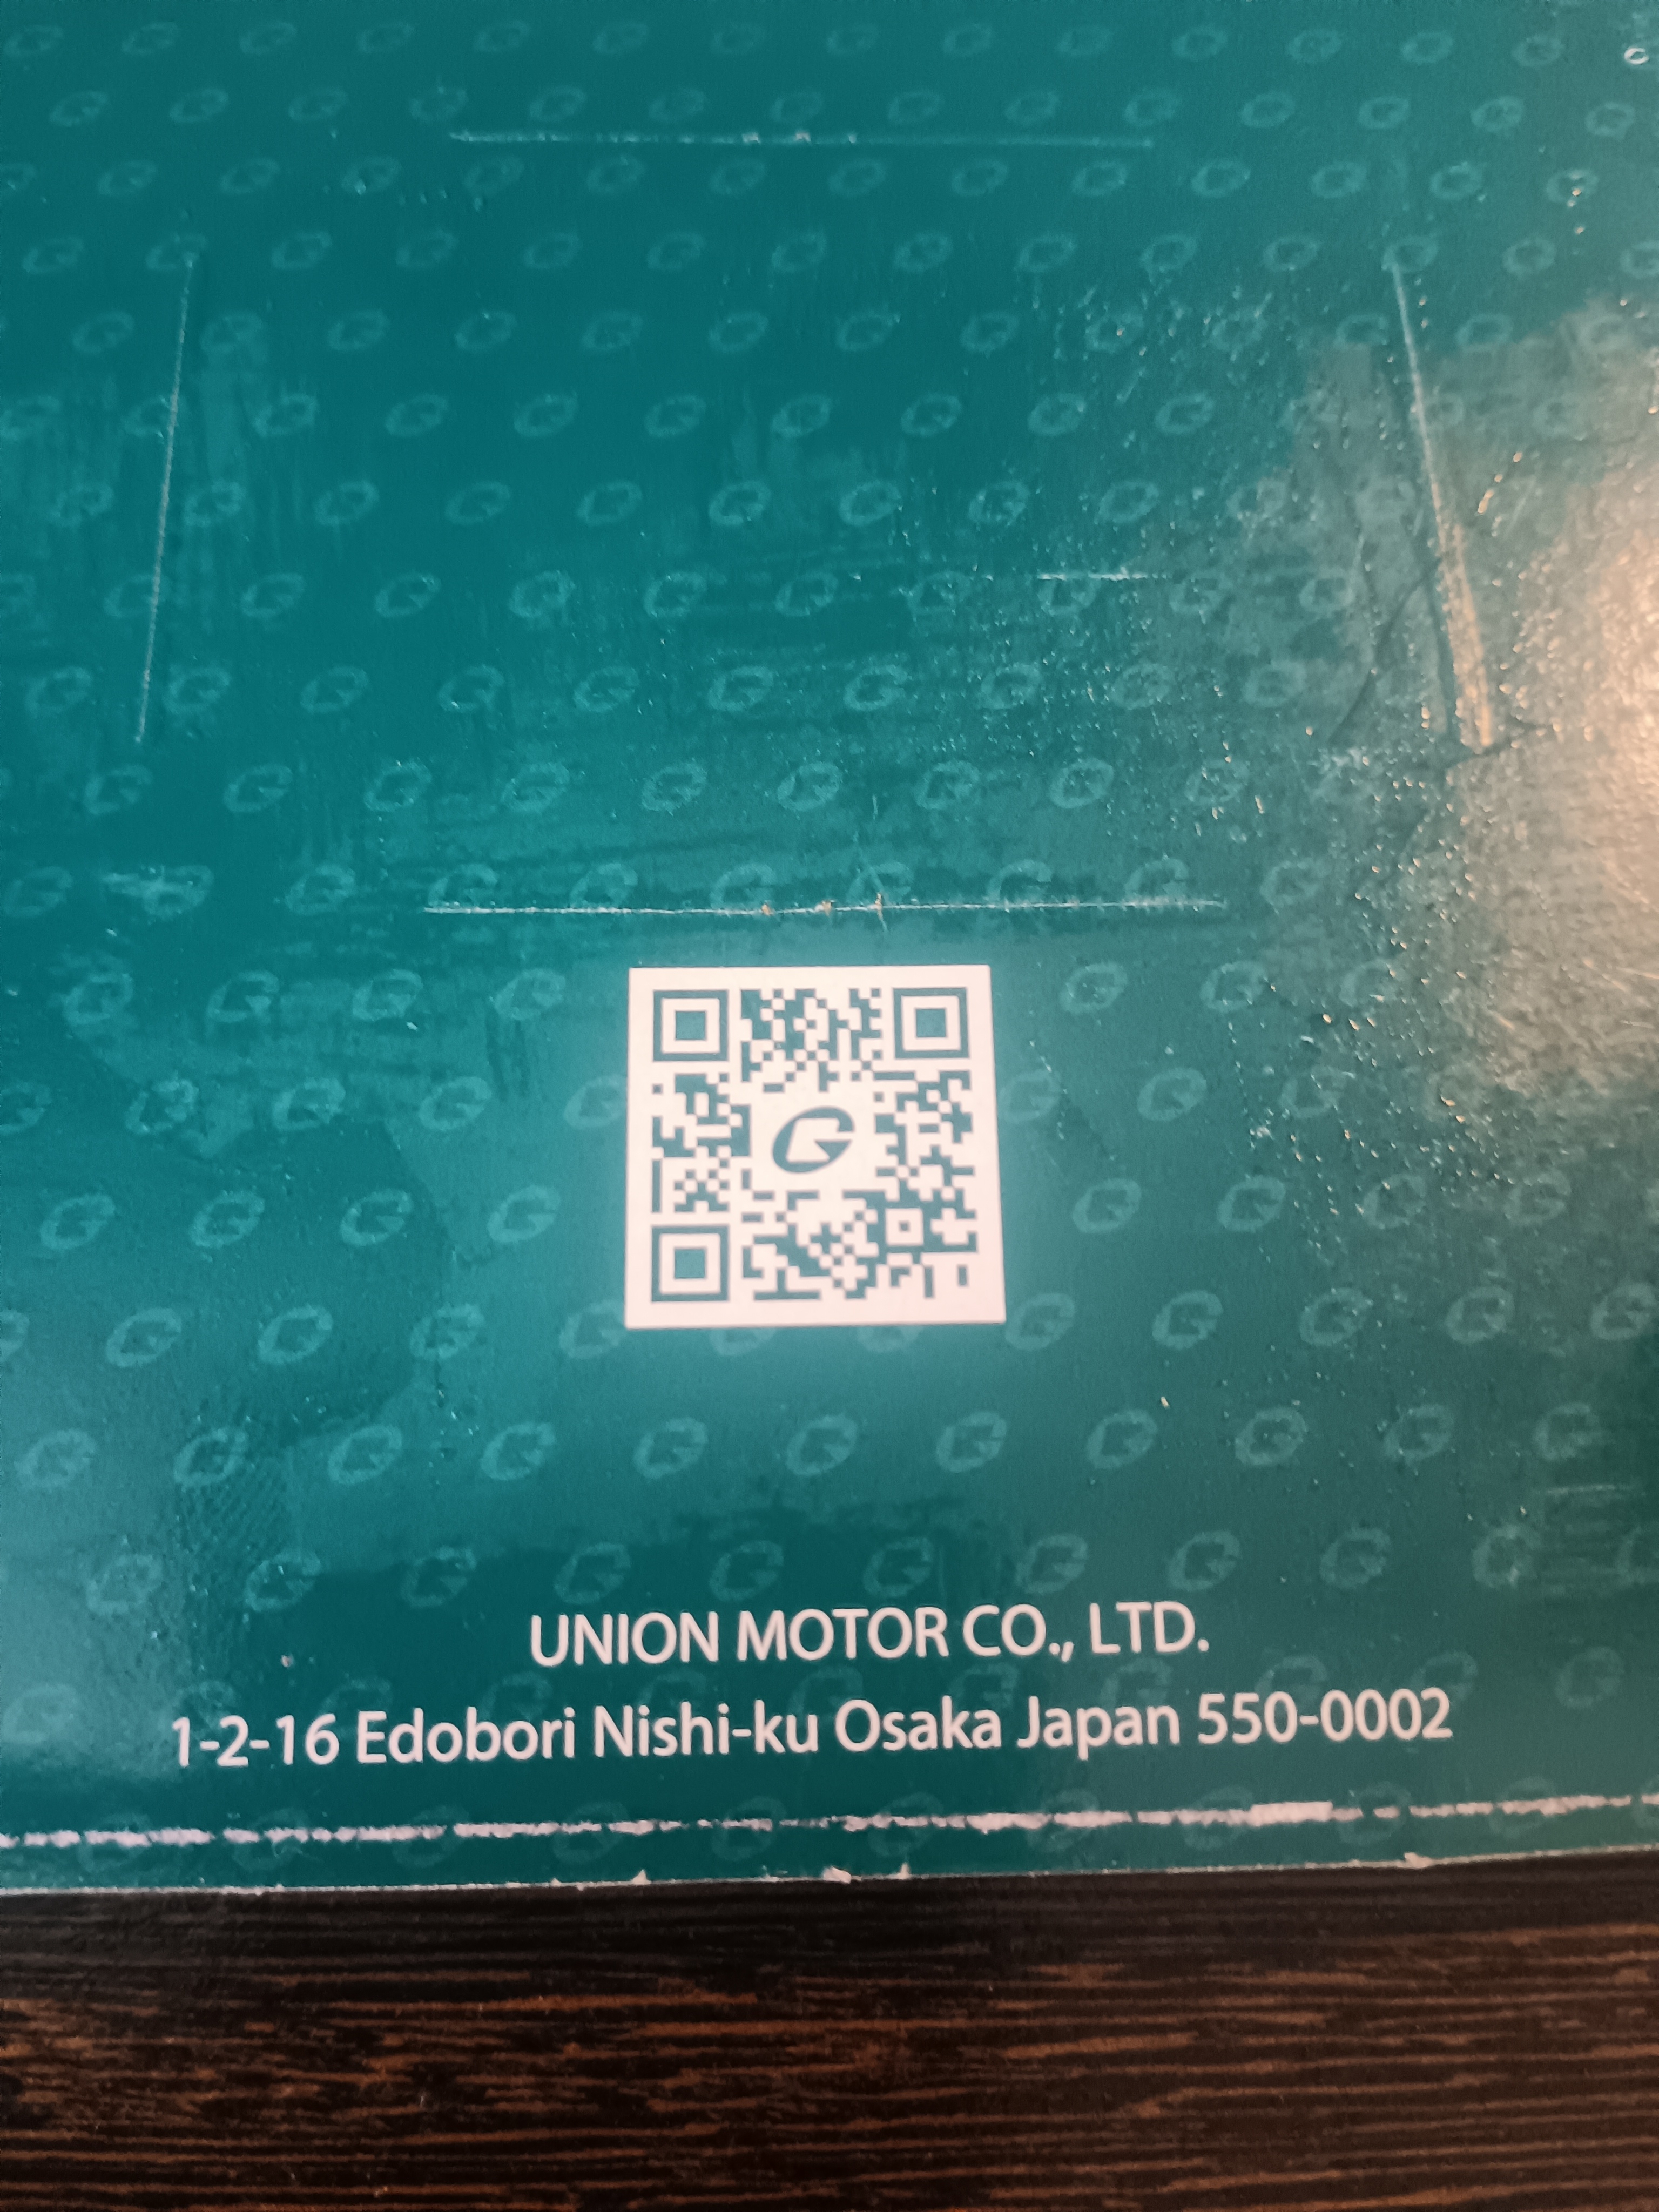 UNION MOTOR CO., LTD.
1-2-16 Edobori Nishi-ku Osaka Japan 550-0002